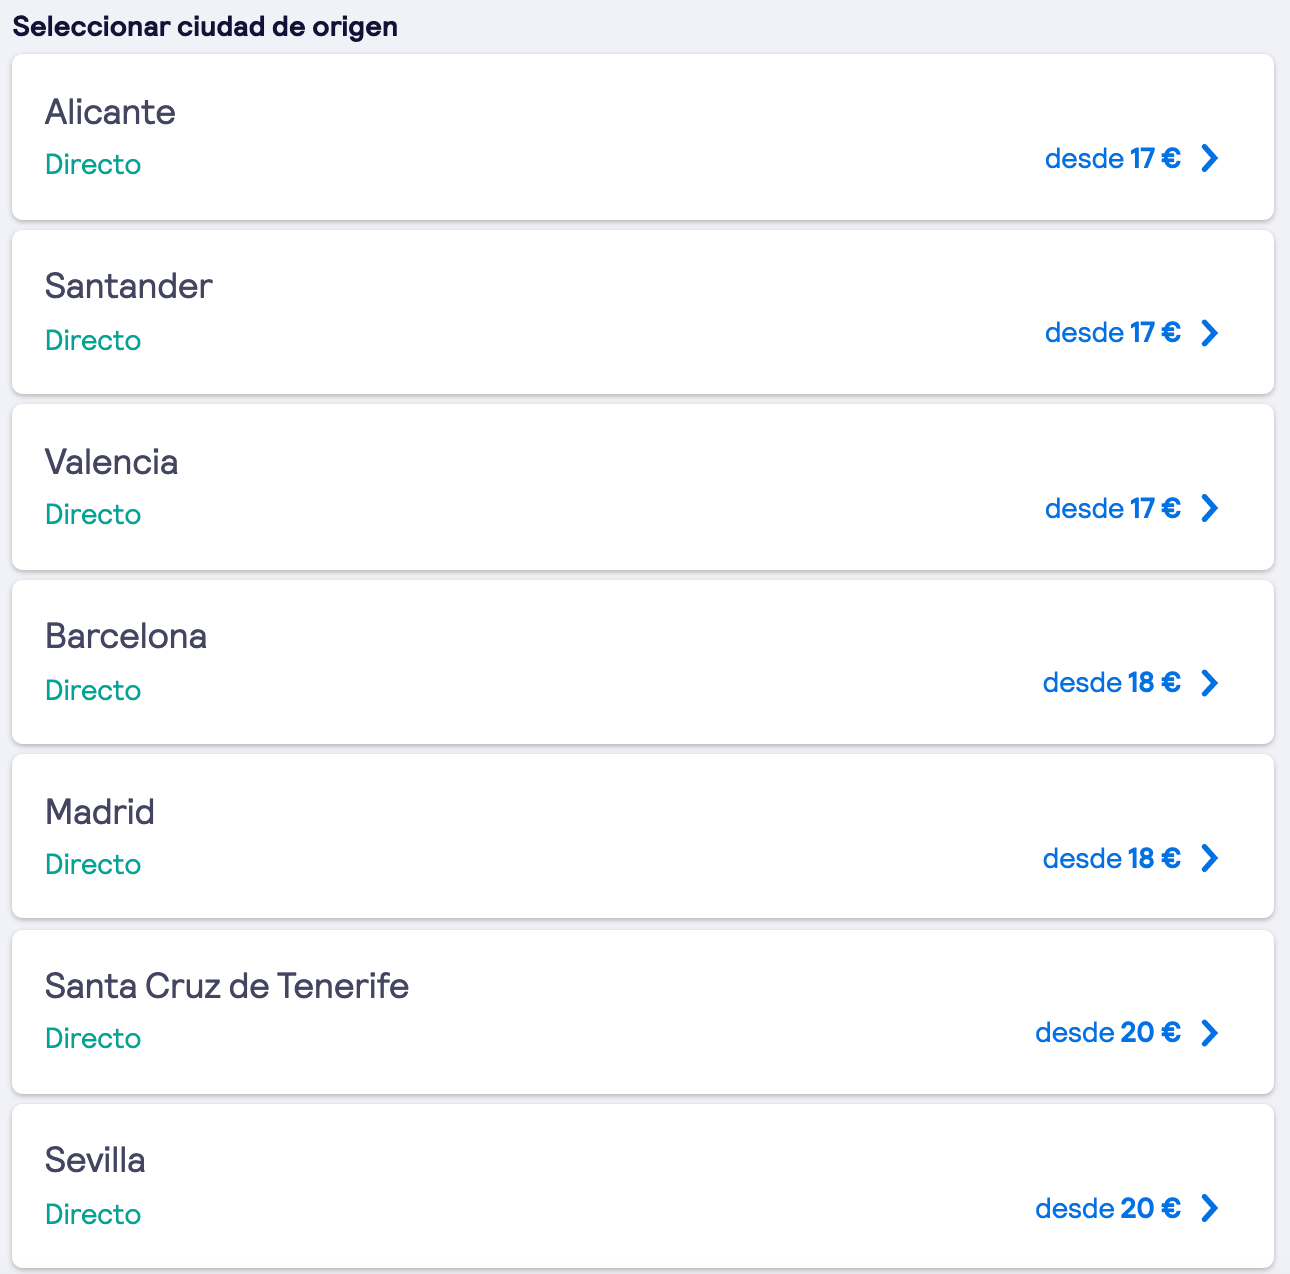 Seleccionar ciudad de origen
Alicante
Directo
desde 17 €
Santander
Directo
desde 17 €
Valencia
Directo
desde 17 €
Barcelona
Directo
desde 18 €
Madrid
Directo
desde 18 €
Santa Cruz de Tenerife
Directo
desde 20 €
Sevilla
Directo
desde 20 €